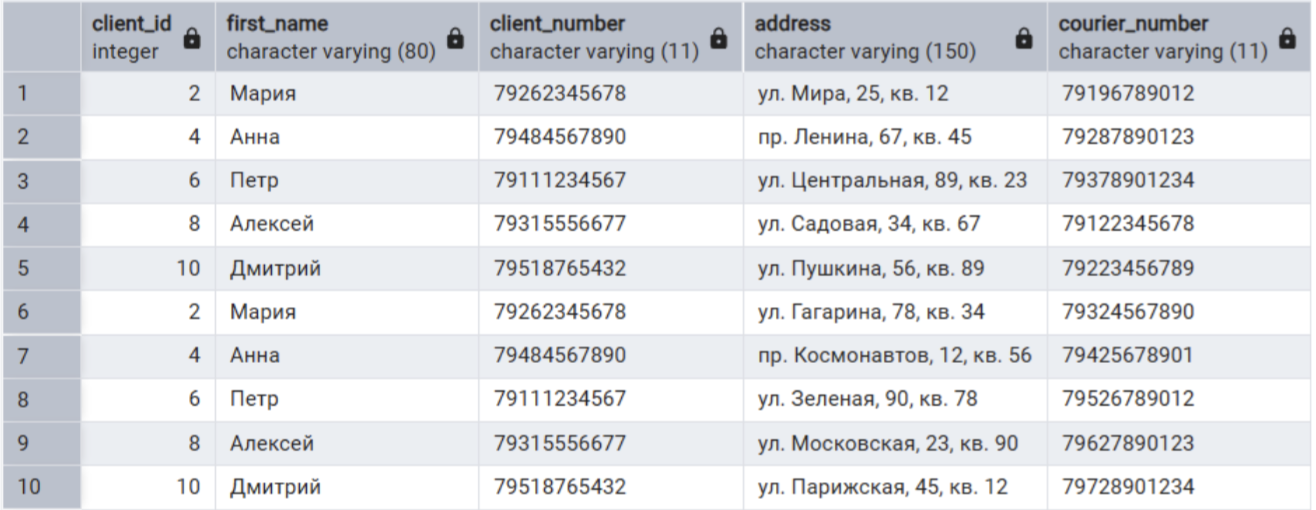 client_id first_name client_number address courier_number
integer character varying (80) character varying (11) character varying (150) character varying (11)
1 2 Мария 79262345678 ул. Мира, 25, кв. 12 79196789012
2 4 Анна 79484567890 пр. Ленина, 67, кв. 45 79287890123
3 6 Петр 79111234567 ул. Центральная, 89, кв. 23 79378901234
4 8 Алексей 79315556677 ул. Садовая, 34, кв. 67 79122345678
5 10 Дмитрий 79518765432 ул. Пушкина, 56, кв. 89 79223456789
6 2 Мария 79262345678 ул. Гагарина, 78, кв. 34 79324567890
7 4 Анна 79484567890 пр. Космонавтов, 12, кв. 56 79425678901
8 6 Петр 79111234567 ул. Зеленая, 90, кв. 78 79526789012
9 8 Алексей 79315556677 ул. Московская, 23, кв. 90 79627890123
10 10 Дмитрий 79518765432 ул. Парижская, 45, кв. 12 79728901234